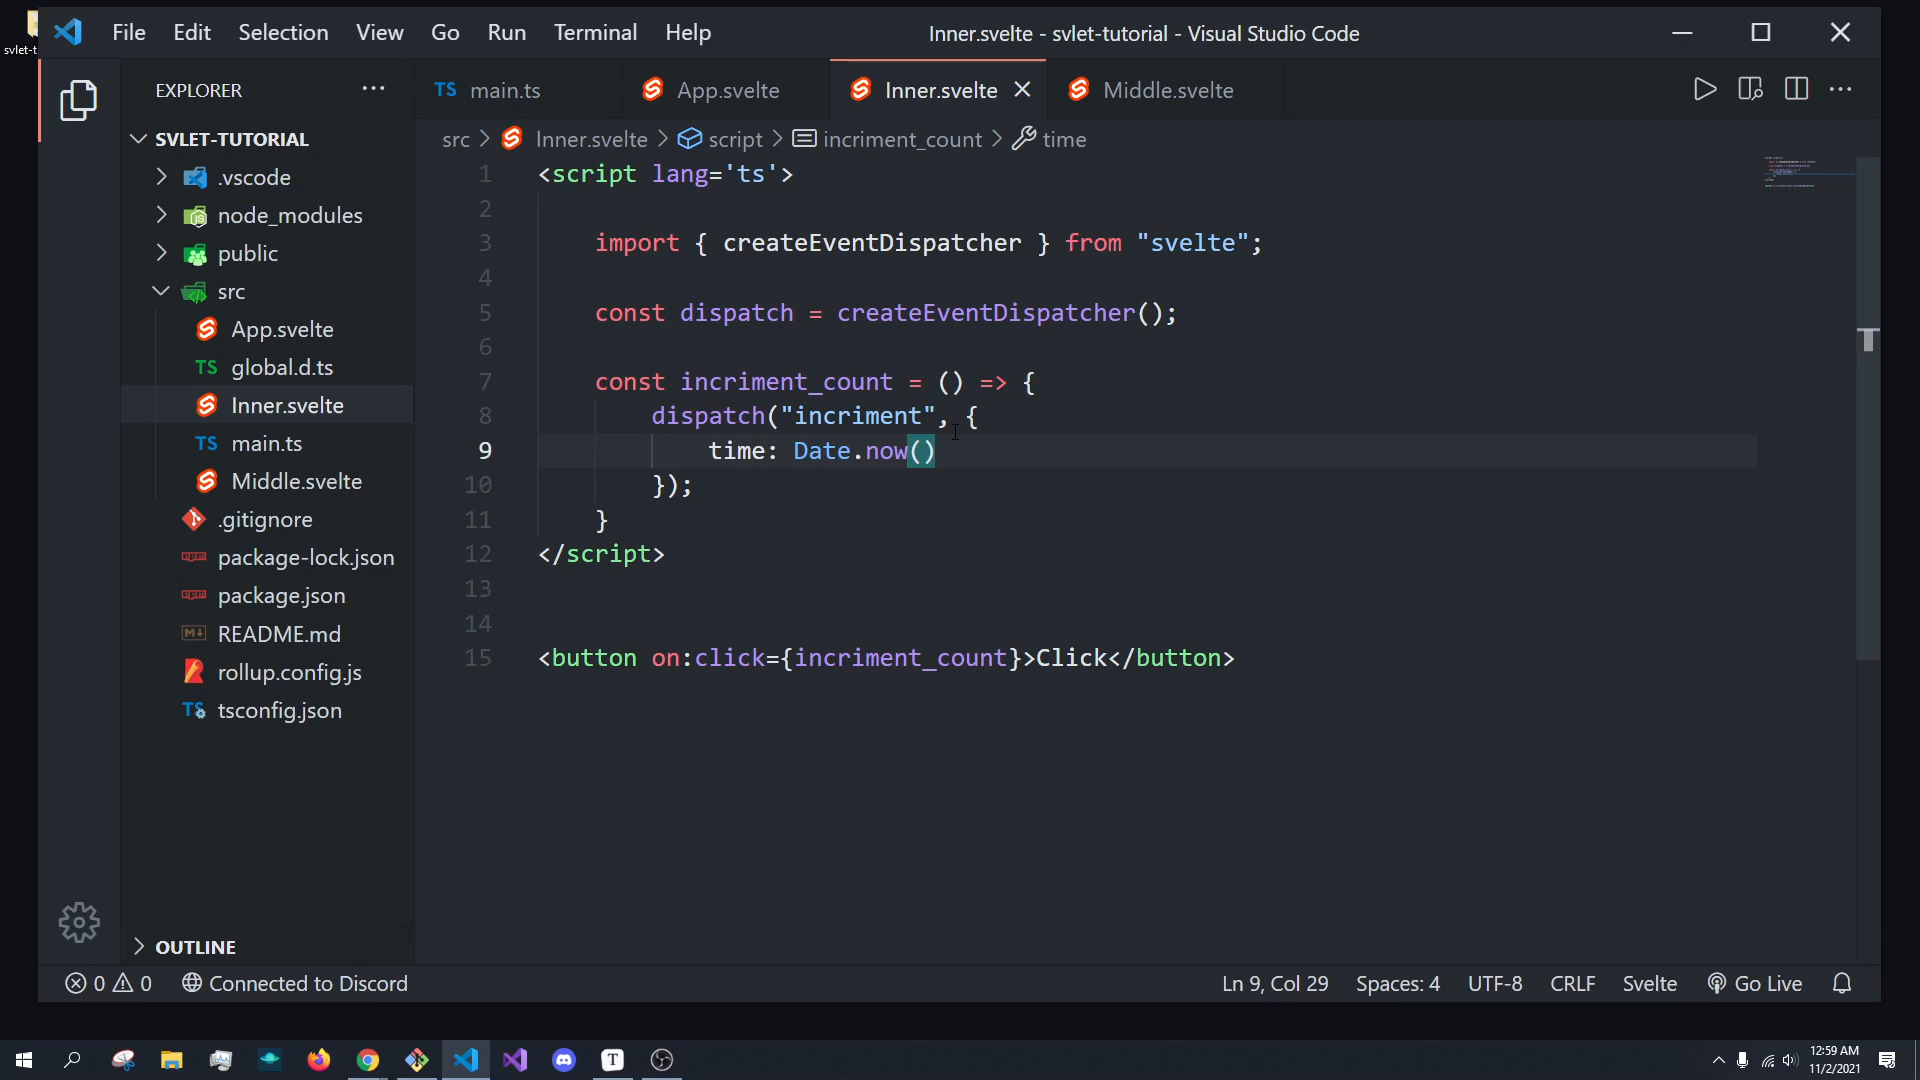 svlet-t
File Edit Selection View Go Run Terminal Help
Inner.svelte - svlet-tutorial - Visual Studio Code
EXPLORER
TS main.ts
App.svelte
Inner.svelte
Middle.svelte
SVLET-TUTORIAL
src > Inner.svelte > script > incriment_count > time
.vscode
node_modules
public
src
App.svelte
TS global.d.ts
Inner.svelte
TS main.ts
Middle.svelte
.gitignore
package-lock.json
package.json
README.md
rollup.config.js
TS tsconfig.json
OUTLINE
1 <script lang='ts'>
2
3 import { createEventDispatcher } from "svelte";
4
5 const dispatch = createEventDispatcher();
6
7 const incriment_count = () => {
8 dispatch("incriment", {
9 time: Date.now()
10 });
11 }
12 </script>
13
14
15 <button on:click={incriment_count}>Click</button>
0 0 Connected to Discord
Ln 9, Col 29 Spaces: 4 UTF-8 CRLF Svelte Go Live
12:59 AM
11/2/2021